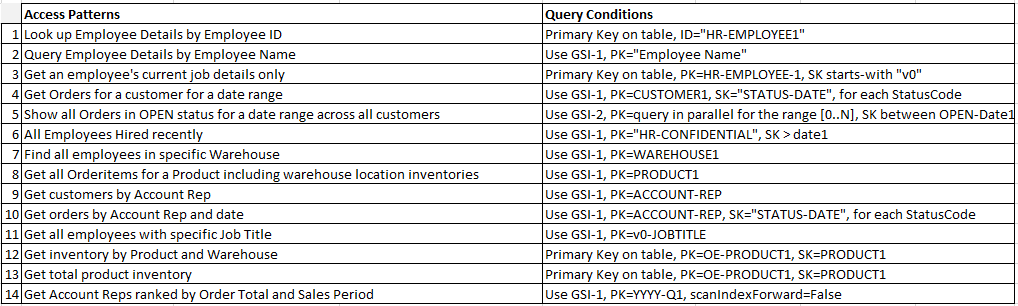 Access Patterns Query Conditions
1 Look up Employee Details by Employee ID Primary Key on table, ID="HR-EMPLOYEE1"
2 Query Employee Details by Employee Name Use GSI-1, PK="Employee Name"
3 Get an employee's current job details only Primary Key on table, PK=HR-EMPLOYEE-1, SK starts-with "v0"
4 Get Orders for a customer for a date range Use GSI-1, PK=CUSTOMER1, SK="STATUS-DATE", for each StatusCode
5 Show all Orders in OPEN status for a date range across all customers Use GSI-2, PK=query in parallel for the range [0..N], SK between OPEN-Date1
6 All Employees Hired recently Use GSI-1, PK="HR-CONFIDENTIAL", SK > date1
7 Find all employees in specific Warehouse Use GSI-1, PK=WAREHOUSE1
8 Get all Orderitems for a Product including warehouse location inventories Use GSI-1, PK=PRODUCT1
9 Get customers by Account Rep Use GSI-1, PK=ACCOUNT-REP
10 Get orders by Account Rep and date Use GSI-1, PK=ACCOUNT-REP, SK="STATUS-DATE", for each StatusCode
11 Get all employees with specific Job Title Use GSI-1, PK=v0-JOBTITLE
12 Get inventory by Product and Warehouse Primary Key on table, PK=OE-PRODUCT1, SK=PRODUCT1
13 Get total product inventory Primary Key on table, PK=OE-PRODUCT1, SK=PRODUCT1
14 Get Account Reps ranked by Order Total and Sales Period Use GSI-1, PK=YYYY-Q1, scanIndexForward=False